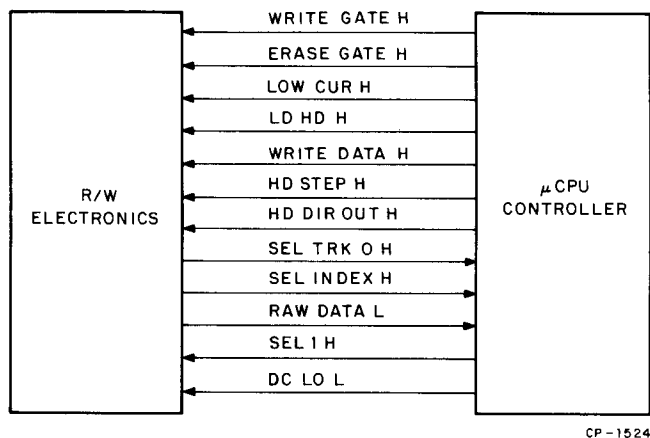 WRITE GATE H
ERASE GATE H
LOW CUR H
LD HD H
WRITE DATA H
HD STEP H
HD DIR OUT H
SEL TRK O H
SEL INDEX H
RAW DATA L
SEL 1 H
DC LO L
R/W
ELECTRONICS
μCPU
CONTROLLER
CP-1524